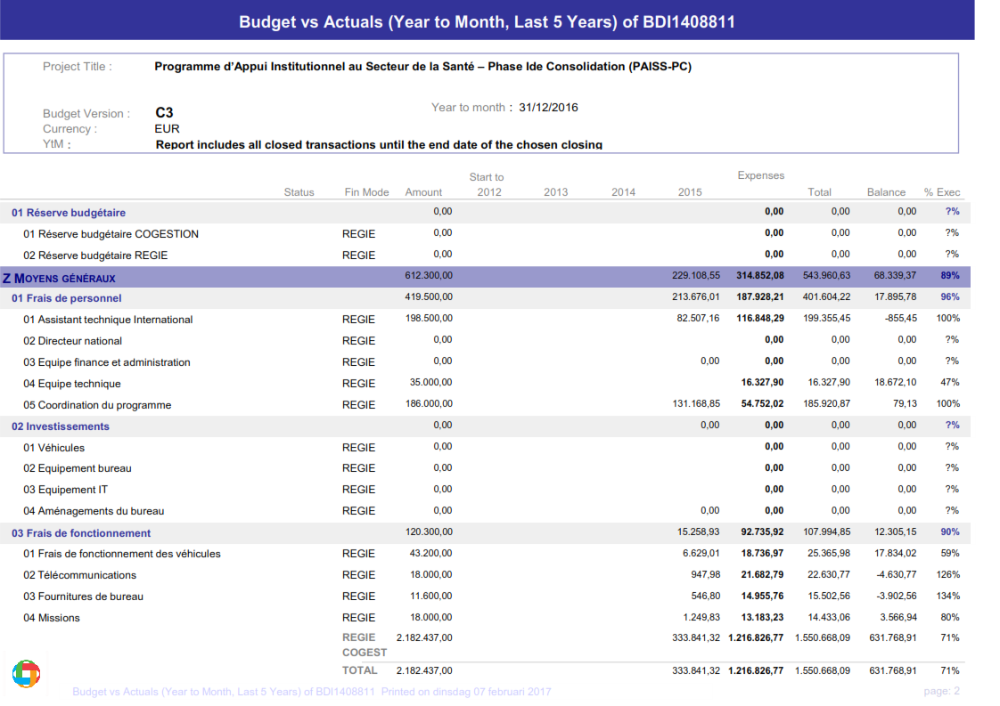 Budget vs Actuals (Year to Month, Last 5 Years) of BDI1408811
Project Title : Programme d'Appui Institutionnel au Secteur de la Santé – Phase Ide Consolidation (PAISS-PC)
Year to month : 31/12/2016
Budget Version : C3
Currency : EUR
YtM : Report includes all closed transactions until the end date of the chosen closing
Start to Expenses
Status Fin Mode Amount 2012 2013 2014 2015 Total Balance % Exec
01 Réserve budgétaire 0,00 0,00 0,00 0,00 ?%
01 Réserve budgétaire COGESTION REGIE 0,00 0,00 0,00 0,00 ?%
02 Réserve budgétaire REGIE REGIE 0,00 0,00 0,00 0,00 ?%
Z MOYENS GÉNÉRAUX 612.300,00 229.108,55 314.852,08 543.960,63 68.339,37 89%
01 Frais de personnel 419.500,00 213.676,01 187.928,21 401.604,22 17.895,78 96%
01 Assistant technique International REGIE 198.500,00 82.507,16 116.848,29 199.355,45 -855,45 100%
02 Directeur national REGIE 0,00 0,00 0,00 0,00 ?%
03 Equipe finance et administration REGIE 0,00 0,00 0,00 0,00 0,00 ?%
04 Equipe technique REGIE 35.000,00 16.327,90 16.327,90 18.672,10 47%
05 Coordination du programme REGIE 186.000,00 131.168,85 54.752,02 185.920,87 79,13 100%
02 Investissements 0,00 0,00 0,00 0,00 0,00 ?%
01 Véhicules REGIE 0,00 0,00 0,00 0,00 ?%
02 Equipement bureau REGIE 0,00 0,00 0,00 0,00 ?%
03 Equipement IT REGIE 0,00 0,00 0,00 0,00 ?%
04 Aménagements du bureau REGIE 0,00 0,00 0,00 0,00 0,00 ?%
03 Frais de fonctionnement 120.300,00 15.258,93 92.735,92 107.994,85 12.305,15 90%
01 Frais de fonctionnement des véhicules REGIE 43.200,00 6.629,01 18.736,97 25.365,98 17.834,02 59%
02 Télécommunications REGIE 18.000,00 947,98 21.682,79 22.630,77 -4.630,77 126%
03 Fournitures de bureau REGIE 11.600,00 546,80 14.955,76 15.502,56 -3.902,56 134%
04 Missions REGIE 18.000,00 1.249,83 13.183,23 14.433,06 3.566,94 80%
REGIE 2.182.437,00 333.841,32 1.216.826,77 1.550.668,09 631.768,91 71%
COGEST
TOTAL 2.182.437,00 333.841,32 1.216.826,77 1.550.668,09 631.768,91 71%
Budget vs Actuals (Year to Month, Last 5 Years) of BDI1408811 Printed on dinsdag 07 februari 2017 page: 2